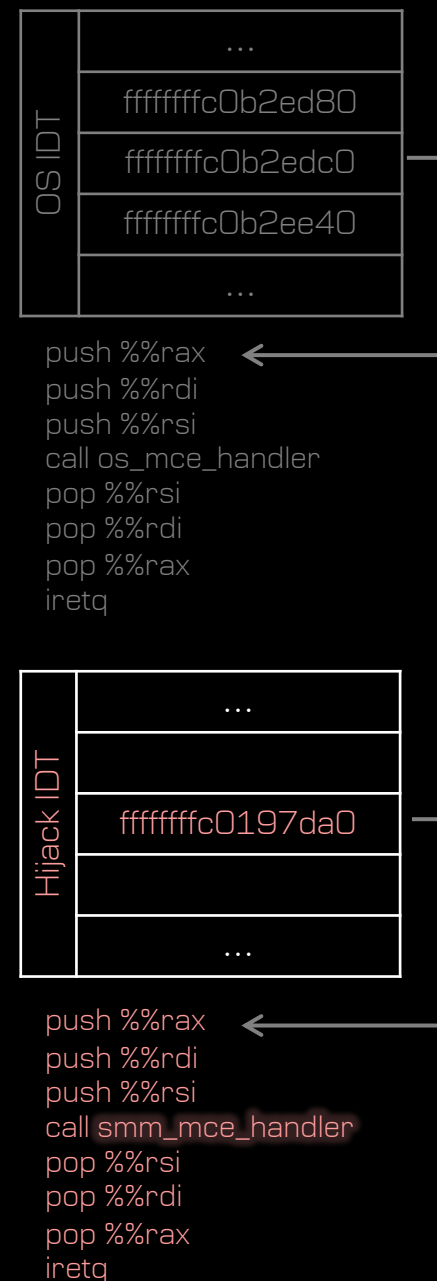 OS IDT
...
ffffffffc0b2ed80
ffffffffc0b2edc0
ffffffffc0b2ee40
...
push %%rax
push %%rdi
push %%rsi
call os_mce_handler
pop %%rsi
pop %%rdi
pop %%rax
iretq
Hijack IDT
...
ffffffffc0197da0
...
push %%rax
push %%rdi
push %%rsi
call smm_mce_handler
pop %%rsi
pop %%rdi
pop %%rax
iretq